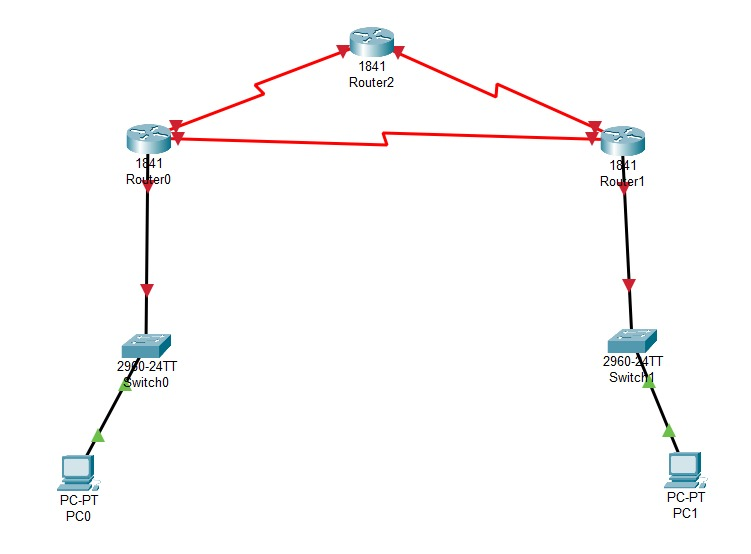 1841
Router2
1841
Router0
1841
Router1
2960-24TT
Switch0
2960-24TT
Switch1
PC-PT
PC0
PC-PT
PC1